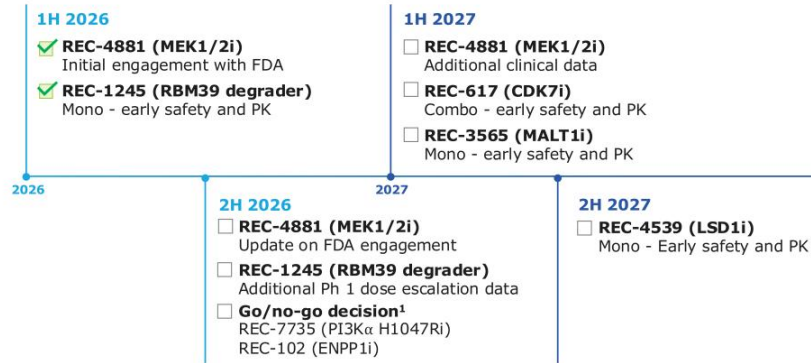 1H 2026
REC-4881 (MEK1/2i)
Initial engagement with FDA
REC-1245 (RBM39 degrader)
Mono - early safety and PK
1H 2027
REC-4881 (MEK1/2i)
Additional clinical data
REC-617 (CDK7i)
Combo - early safety and PK
REC-3565 (MALT1i)
Mono - early safety and PK
2026
2027
2H 2026
REC-4881 (MEK1/2i)
Update on FDA engagement
REC-1245 (RBM39 degrader)
Additional Ph 1 dose escalation data
Go/no-go decision¹
REC-7735 (PI3Kα H1047Ri)
REC-102 (ENPP1i)
2H 2027
REC-4539 (LSD1i)
Mono - Early safety and PK